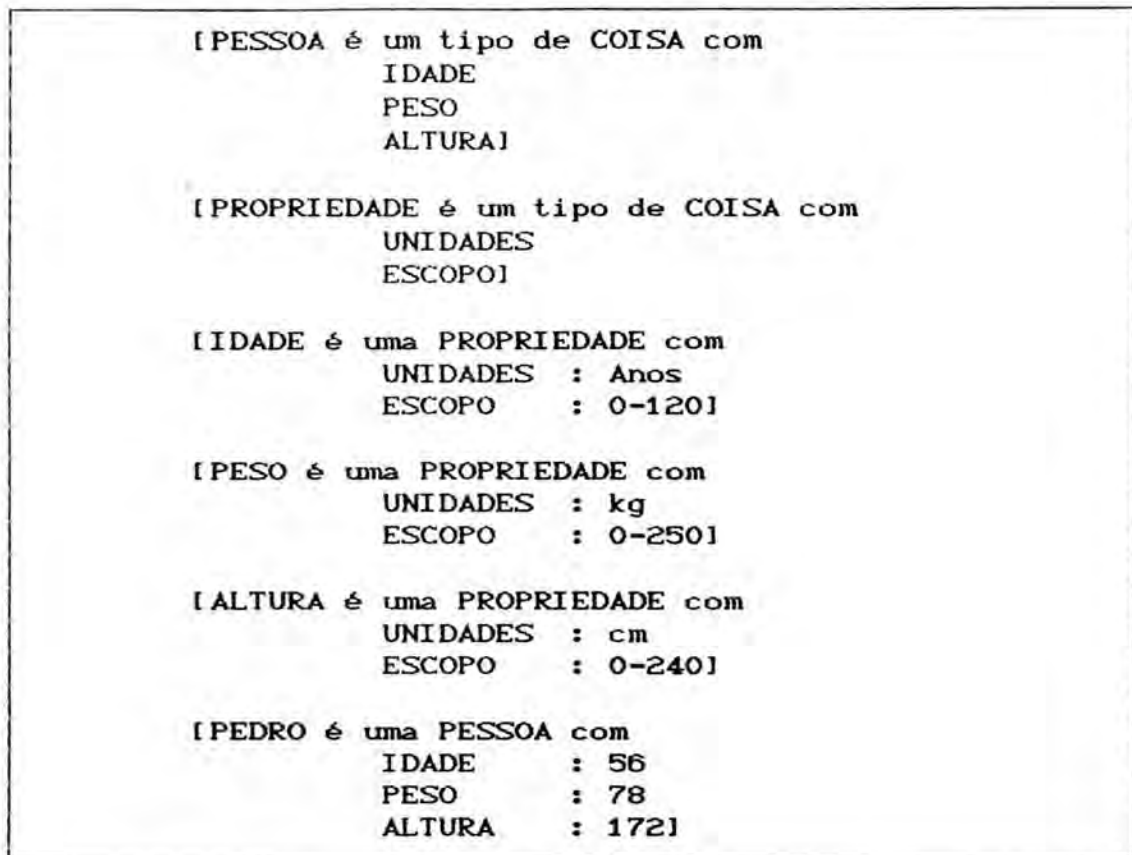 [PESSOA é um tipo de COISA com
IDADE
PESO
ALTURA]
[PROPRIEDADE é um tipo de COISA com
UNIDADES
ESCOPO]
[IDADE é uma PROPRIEDADE com
UNIDADES : Anos
ESCOPO : 0-120]
[PESO é uma PROPRIEDADE com
UNIDADES : kg
ESCOPO : 0-250]
[ALTURA é uma PROPRIEDADE com
UNIDADES : cm
ESCOPO : 0-240]
[PEDRO é uma PESSOA com
IDADE : 56
PESO : 78
ALTURA : 172]